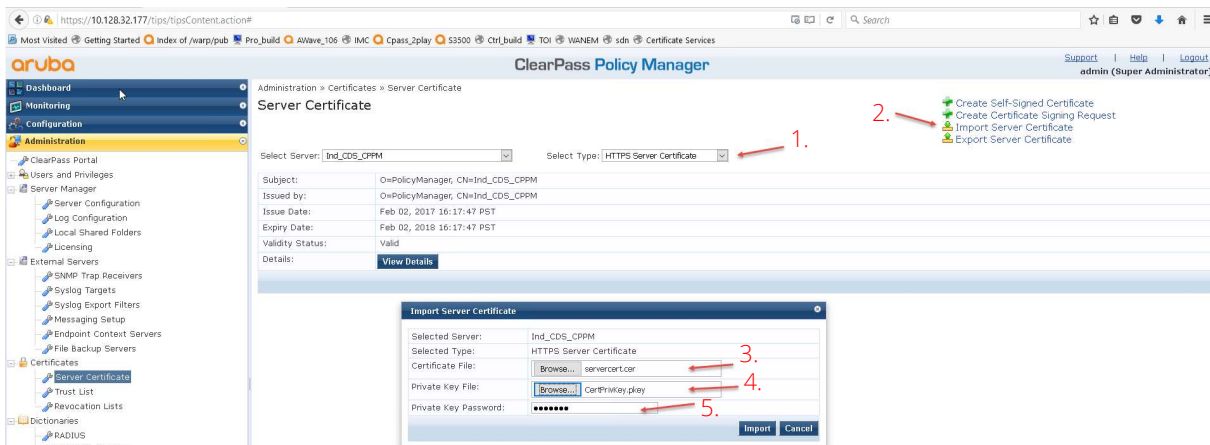 https://10.128.32.177/tips/tipsContent.action#
Search
Most Visited Getting Started Index of /warp/pub Pro_build AWave_106 IMC Cpass_2play S3500 Ctrl_build TOI WANEM sdn Certificate Services
aruba
ClearPass Policy Manager
Support | Help | Logout
admin (Super Administrator)
Dashboard
Monitoring
Configuration
Administration
ClearPass Portal
Users and Privileges
Server Manager
Server Configuration
Log Configuration
Local Shared Folders
Licensing
External Servers
SNMP Trap Receivers
Syslog Targets
Syslog Export Filters
Messaging Setup
Endpoint Context Servers
File Backup Servers
Certificates
Server Certificate
Trust List
Revocation Lists
Dictionaries
RADIUS
Administration » Certificates » Server Certificate
Server Certificate
2.
Create Self-Signed Certificate
Create Certificate Signing Request
Import Server Certificate
Export Server Certificate
Select Server: Ind_CDS_CPPM Select Type: HTTPS Server Certificate 1.
Subject: O=PolicyManager, CN=Ind_CDS_CPPM
Issued by: O=PolicyManager, CN=Ind_CDS_CPPM
Issue Date: Feb 02, 2017 16:17:47 PST
Expiry Date: Feb 02, 2018 16:17:47 PST
Validity Status: Valid
Details: View Details
Import Server Certificate
Selected Server: Ind_CDS_CPPM
Selected Type: HTTPS Server Certificate
Certificate File: Browse... servercert.cer 3.
Private Key File: Browse... CertPrivKey.pkey 4.
Private Key Password: ●●●●●●● 5.
Import Cancel